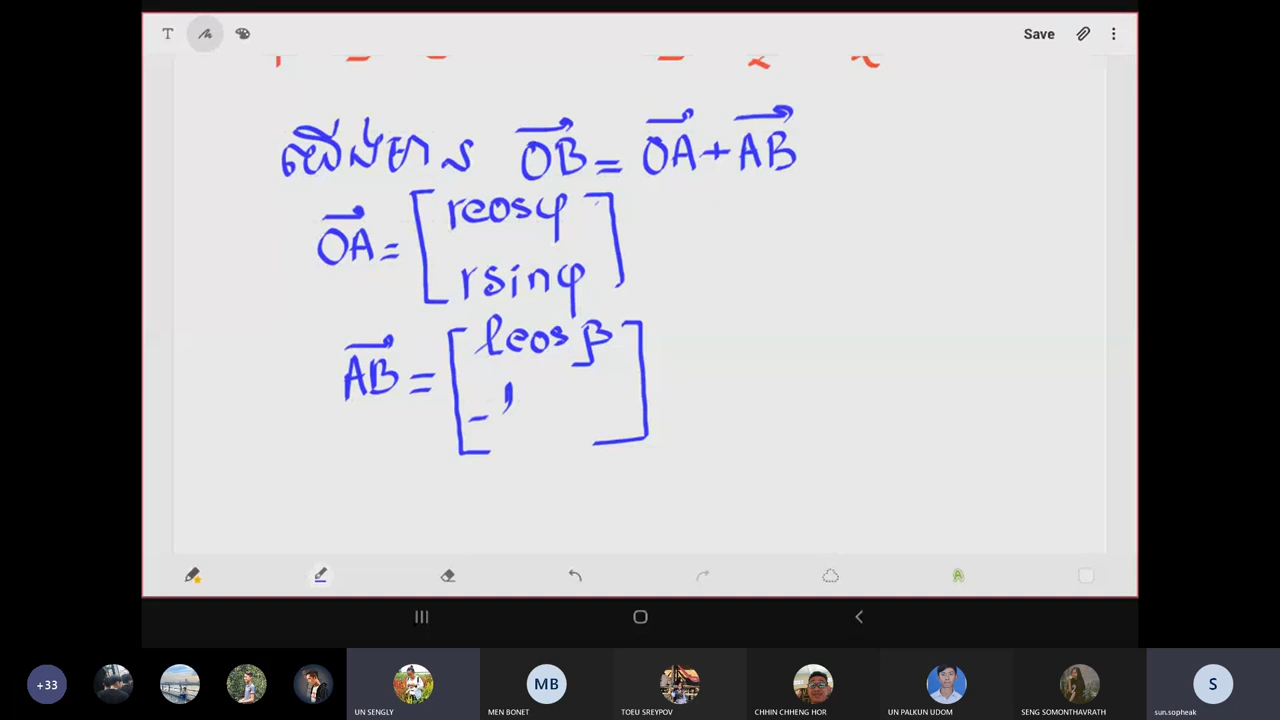 T Save
យើងមាន OB = OA + AB
OA = [ rcosφ
rsinφ ]
AB = [ lcosβ
- ]
+33 UN SENGLY MB MEN BONET TOEU SREYPOV CHHIN CHHENG HOR UN PALKUN UDOM SENG SOMONTHAVRATH S sun.sopheak